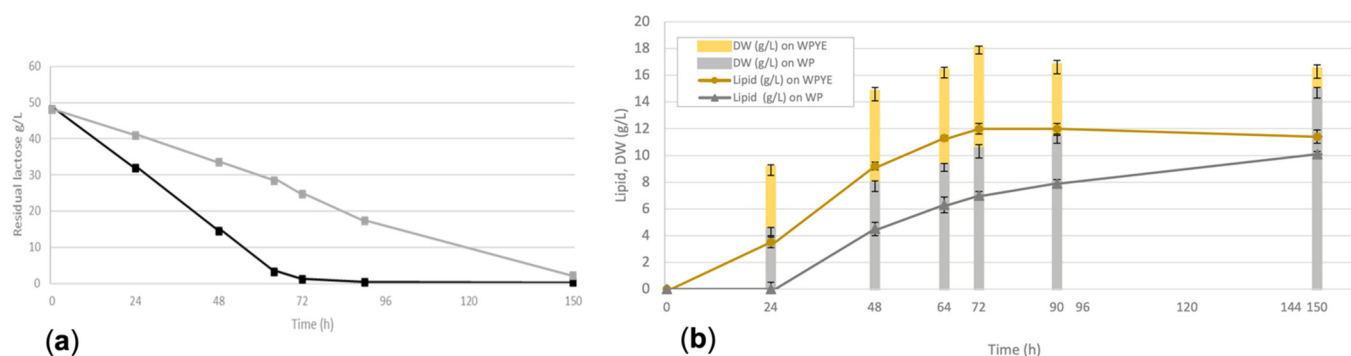 60
50
40
30
20
10
0
Residual lactose g/L
0 24 48 72 96 120 150
Time (h)
(a)
20
18
16
14
12
10
8
6
4
2
0
Lipid, DW (g/L)
DW (g/L) on WPYE
DW (g/L) on WP
Lipid (g/L) on WPYE
Lipid (g/L) on WP
0 24 48 64 72 90 96 120 144 150
Time (h)
(b)